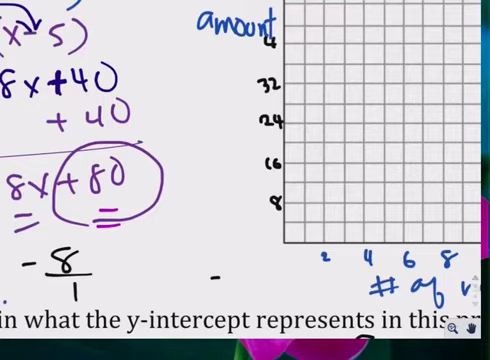 x - 5)
8x + 40
+ 40
8x + 80
- 8
1
-
amount
32
24
16
8
2 4 6 8
# of
in what the y-intercept represents in this